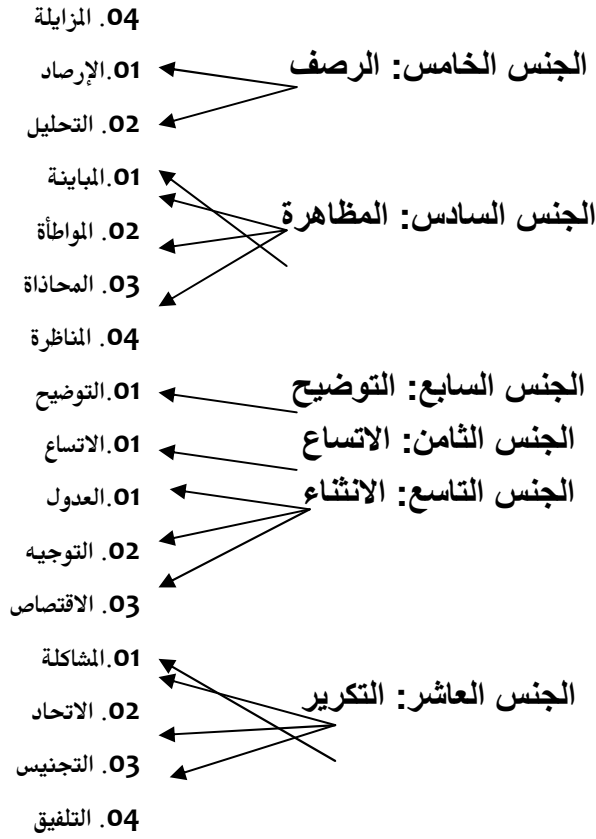 04. المزايلة
الجنس الخامس: الرصف
01.الإرصاد
02. التحليل
الجنس السادس: المظاهرة
01.المباينة
02. المواطأة
03. المحاذاة
04. المناظرة
الجنس السابع: التوضيح
01.التوضيح
الجنس الثامن: الاتساع
01.الاتساع
الجنس التاسع: الانثناء
01.العدول
02. التوجيه
03. الاقتصاص
الجنس العاشر: التكرير
01.المشاكلة
02. الاتحاد
03. التجنيس
04. التلفيق